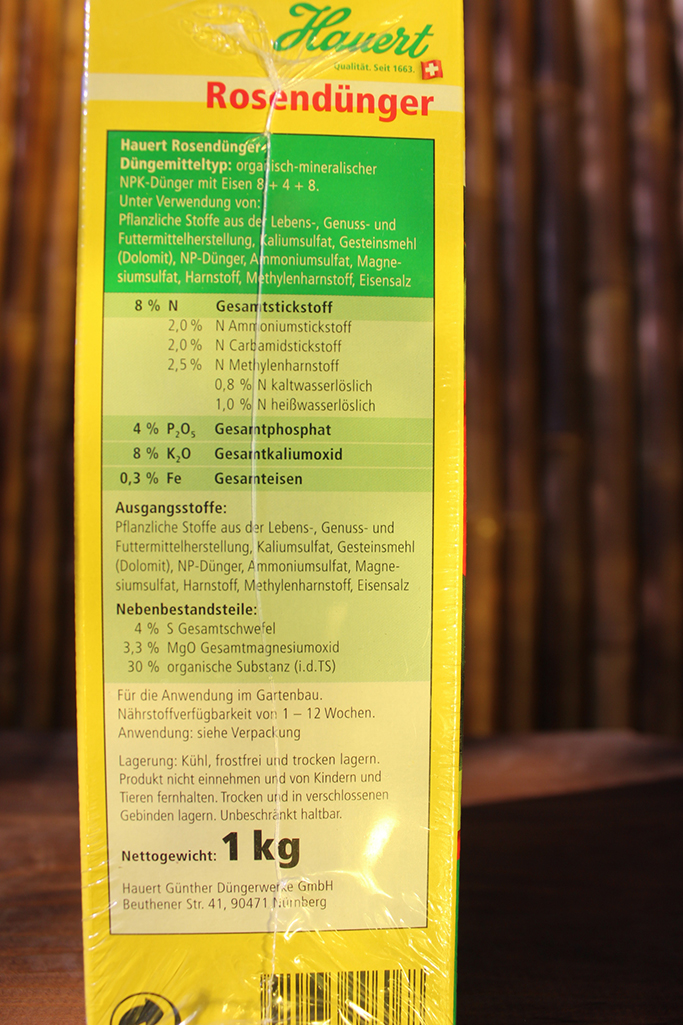 Hauert
Qualität. Seit 1663.
Rosendünger
Hauert Rosendünger
Düngemitteltyp: organisch-mineralischer
NPK-Dünger mit Eisen 8 + 4 + 8.
Unter Verwendung von:
Pflanzliche Stoffe aus der Lebens-, Genuss- und
Futtermittelherstellung, Kaliumsulfat, Gesteinsmehl
(Dolomit), NP-Dünger, Ammoniumsulfat, Magne-
siumsulfat, Harnstoff, Methylenharnstoff, Eisensalz
8 % N Gesamtstickstoff
2,0 % N Ammoniumstickstoff
2,0 % N Carbamidstickstoff
2,5 % N Methylenharnstoff
0,8 % N kaltwasserlöslich
1,0 % N heißwasserlöslich
4 % P₂O₅ Gesamtphosphat
8 % K₂O Gesamtkaliumoxid
0,3 % Fe Gesamteisen
Ausgangsstoffe:
Pflanzliche Stoffe aus der Lebens-, Genuss- und
Futtermittelherstellung, Kaliumsulfat, Gesteinsmehl
(Dolomit), NP-Dünger, Ammoniumsulfat, Magne-
siumsulfat, Harnstoff, Methylenharnstoff, Eisensalz
Nebenbestandsteile:
4 % S Gesamtschwefel
3,3 % MgO Gesamtmagnesiumoxid
30 % organische Substanz (i.d.TS)
Für die Anwendung im Gartenbau.
Nährstoffverfügbarkeit von 1 – 12 Wochen.
Anwendung: siehe Verpackung
Lagerung: Kühl, frostfrei und trocken lagern.
Produkt nicht einnehmen und von Kindern und
Tieren fernhalten. Trocken und in verschlossenen
Gebinden lagern. Unbeschränkt haltbar.
Nettogewicht: 1 kg
Hauert Günther Düngerwerke GmbH
Beuthener Str. 41, 90471 Nürnberg